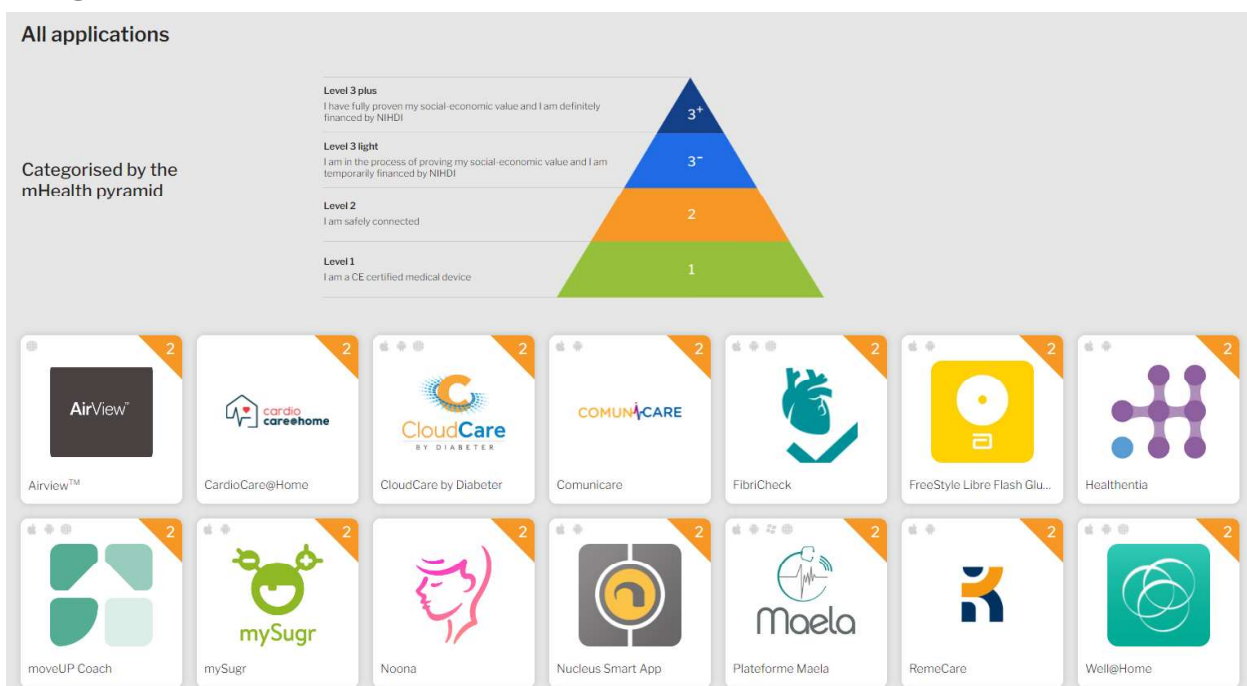 All applications
Level 3 plus
I have fully proven my social-economic value and I am definitely
financed by NIHDI
3+
Level 3 light
I am in the process of proving my social-economic value and I am
temporarily financed by NIHDI
3-
Categorised by the
mHealth pyramid
Level 2
I am safely connected
2
Level 1
I am a CE certified medical device
1
2
2
2
2
2
2
2
AirView™
cardio
care@home
CloudCare
BY DIABETER
COMUNICARE
Airview™
CardioCare@Home
CloudCare by Diabeter
Comunicare
FibriCheck
FreeStyle Libre Flash Glu...
Healthentia
2
2
2
2
2
2
2
mySugr
Maela
moveUP Coach
mySugr
Noona
Nucleus Smart App
Plateforme Maela
RemeCare
Well@Home